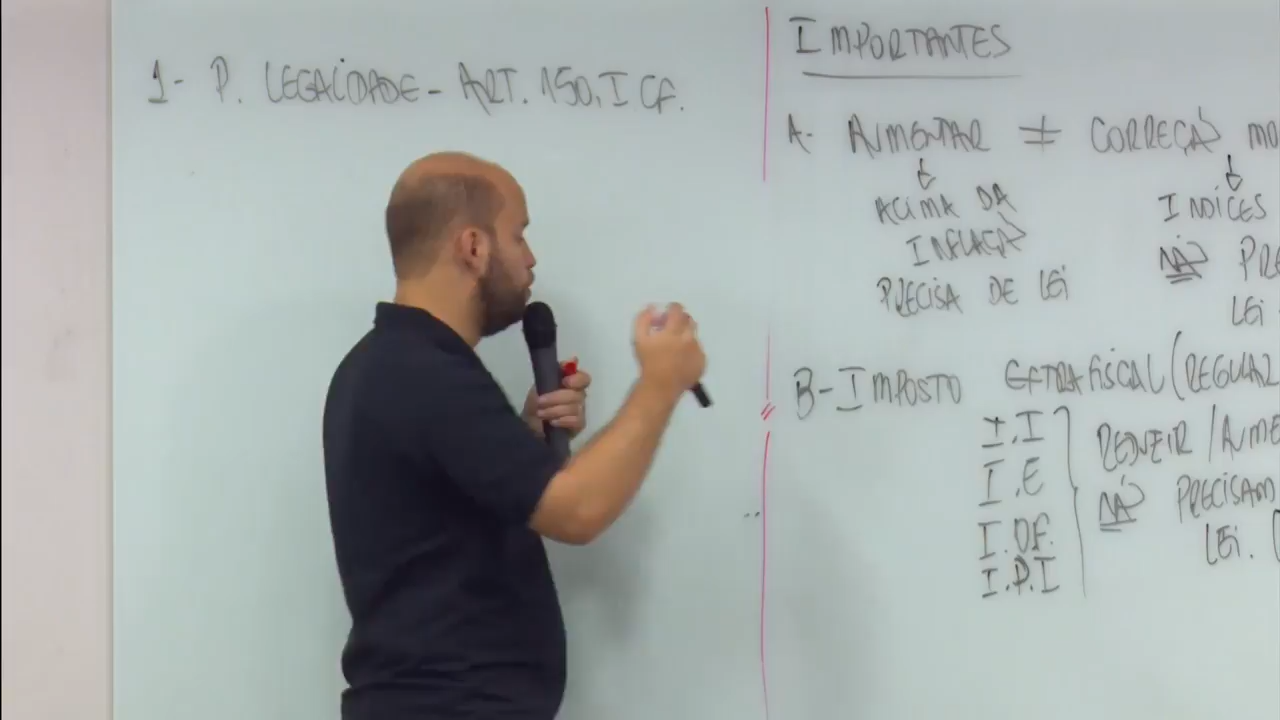 1- P. LEGALIDADE - ART. 150, I CF.
IMPORTANTES
A- AUMENTAR ≠ CORREÇÃO MO
↓ ↓
ACIMA DA INFLAÇÃO
PRECISA DE LEI
ÍNDICES
NÃO PRE
LEI.
B- IMPOSTO EXTRAFISCAL (REGULAR
I.I
I.E
I.OF.
I.P.I
REDUZIR / AUME
NÃO PRECISAM
LEI. (